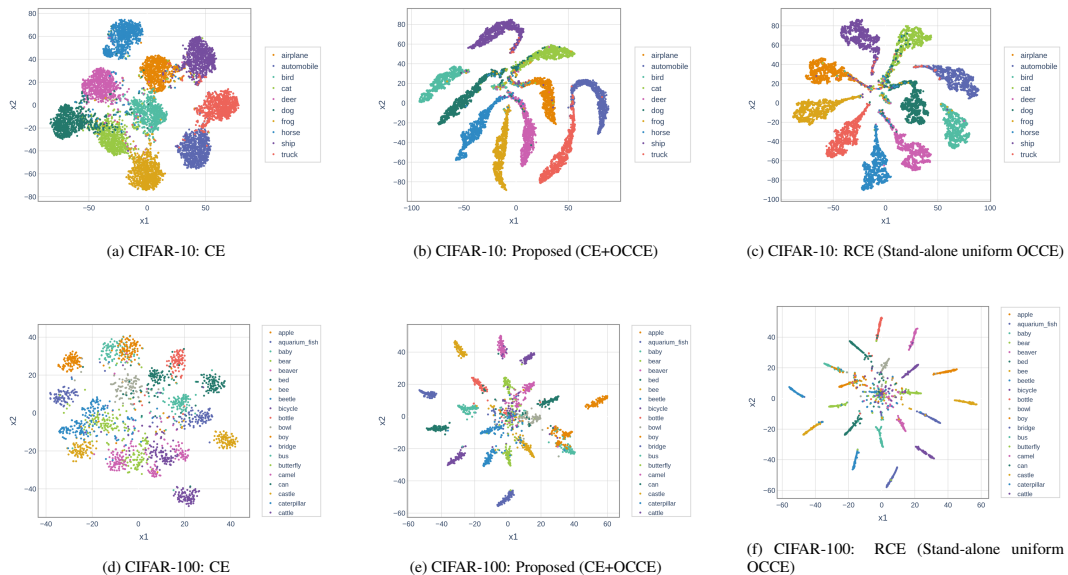 80
60
40
20
0
−20
−40
−60
−80
x2
−50
0
50
x1
airplane
automobile
bird
cat
deer
dog
frog
horse
ship
truck
(a) CIFAR-10: CE
80
60
40
20
0
−20
−40
−60
−80
x2
−100
−50
0
50
100
x1
airplane
automobile
bird
cat
deer
dog
frog
horse
ship
truck
(b) CIFAR-10: Proposed (CE+OCCE)
80
60
40
20
0
−20
−40
−60
−80
−100
x2
−100
−50
0
50
100
x1
airplane
automobile
bird
cat
deer
dog
frog
horse
ship
truck
(c) CIFAR-10: RCE (Stand-alone uniform OCCE)
40
20
0
−20
−40
x2
−40
−20
0
20
40
x1
apple
aquarium_fish
baby
bear
beaver
bed
bee
beetle
bicycle
bottle
bowl
boy
bridge
bus
butterfly
camel
can
castle
caterpillar
cattle
(d) CIFAR-100: CE
40
20
0
−20
−40
−60
x2
−60
−40
−20
0
20
40
60
x1
apple
aquarium_fish
baby
bear
beaver
bed
bee
beetle
bicycle
bottle
bowl
boy
bridge
bus
butterfly
camel
can
castle
caterpillar
cattle
(e) CIFAR-100: Proposed (CE+OCCE)
60
40
20
0
−20
−40
−60
x2
−60
−40
−20
0
20
40
60
x1
apple
aquarium_fish
baby
bear
beaver
bed
bee
beetle
bicycle
bottle
bowl
boy
bridge
bus
butterfly
camel
can
castle
caterpillar
cattle
(f) CIFAR-100: RCE (Stand-alone uniform
OCCE)